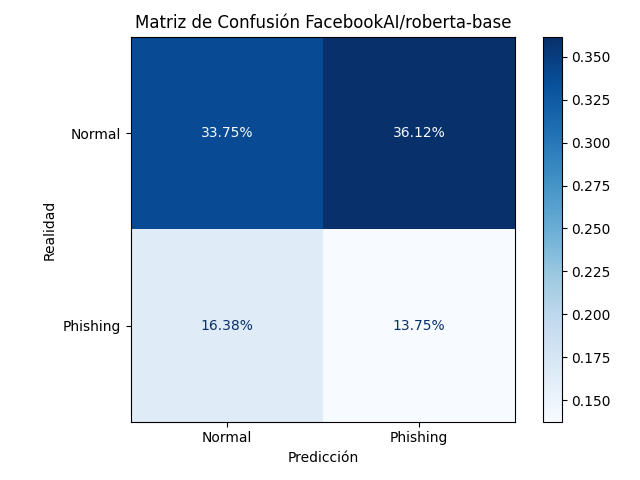 Matriz de Confusión FacebookAI/roberta-base
Realidad
Normal
33.75%
36.12%
Phishing
16.38%
13.75%
Normal
Phishing
Predicción
0.350
0.325
0.300
0.275
0.250
0.225
0.200
0.175
0.150